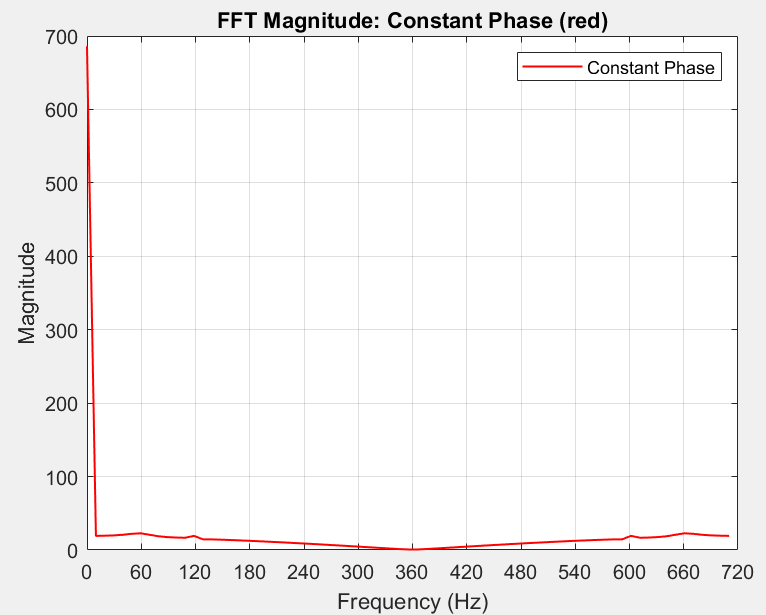 FFT Magnitude: Constant Phase (red)
Constant Phase
Magnitude
700
600
500
400
300
200
100
0
0 60 120 180 240 300 360 420 480 540 600 660 720
Frequency (Hz)